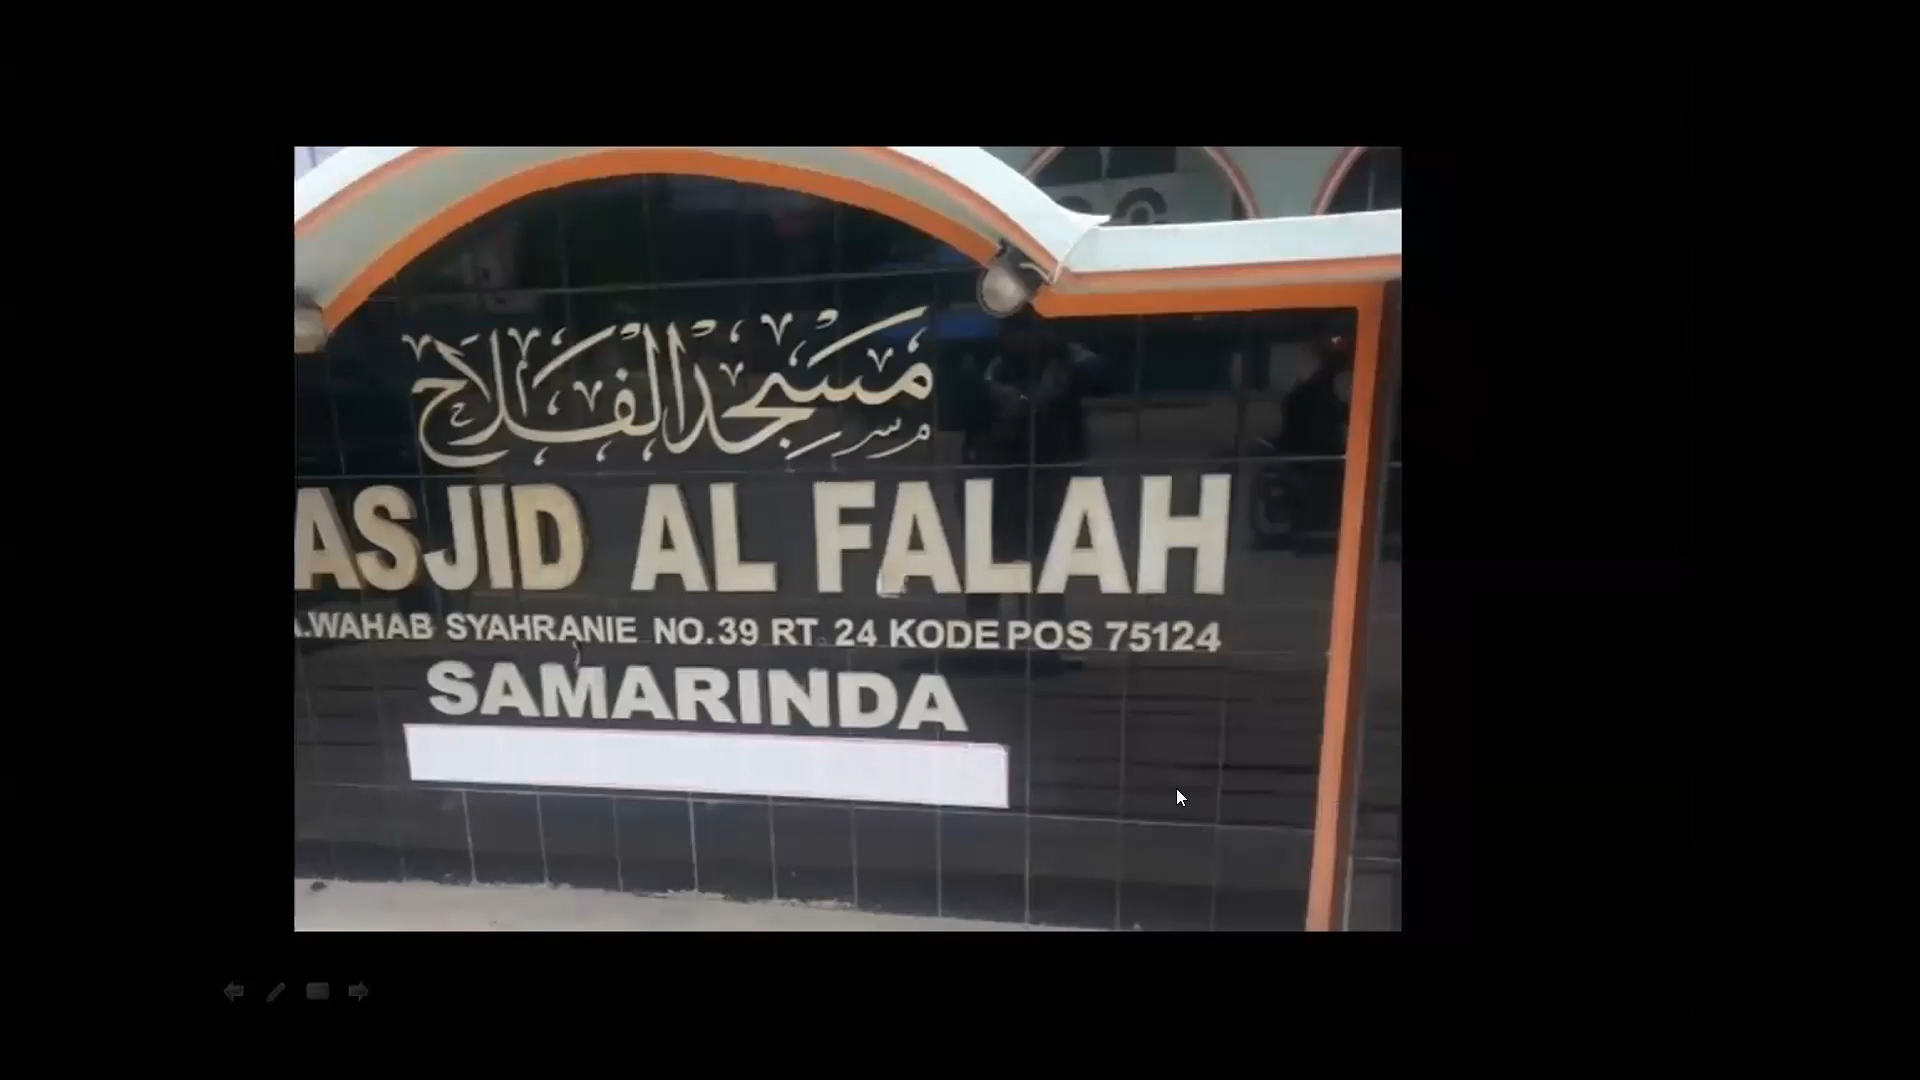 مسجد الفلاح
ASJID AL FALAH
A.WAHAB SYAHRANIE NO.39 RT. 24 KODE POS 75124
SAMARINDA